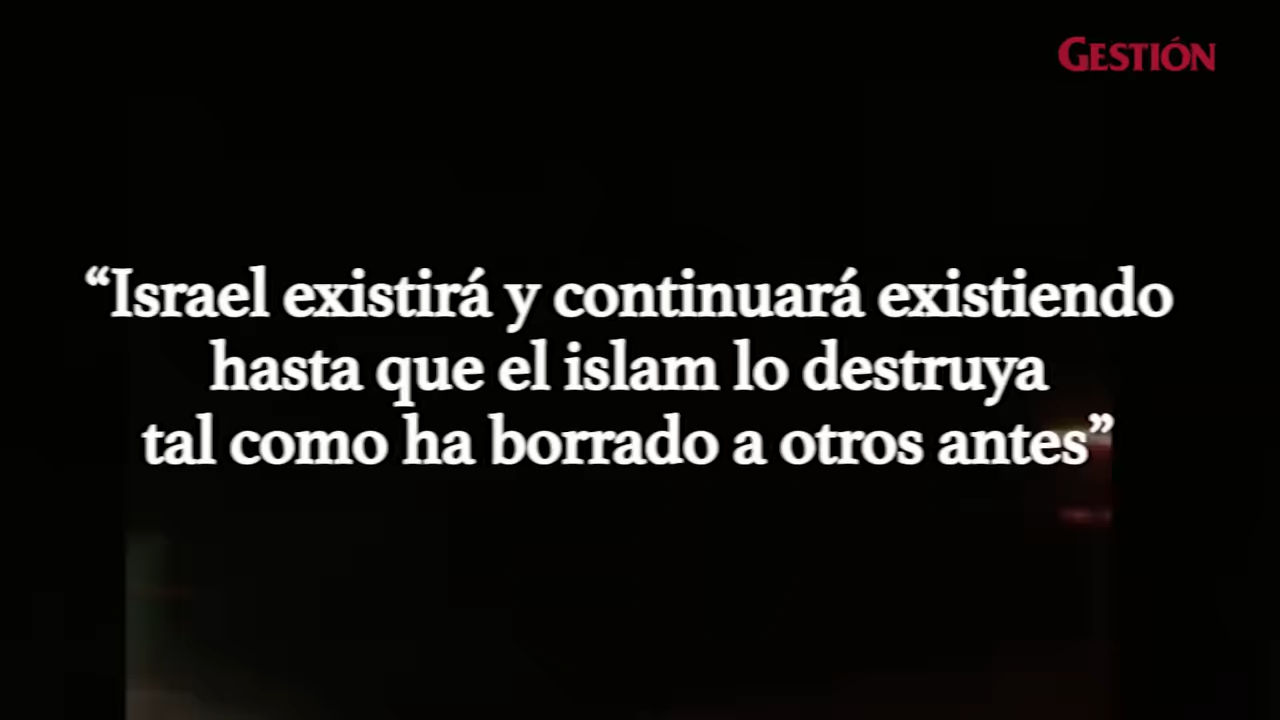 GESTIÓN
“Israel existirá y continuará existiendo
hasta que el islam lo destruya
tal como ha borrado a otros antes”